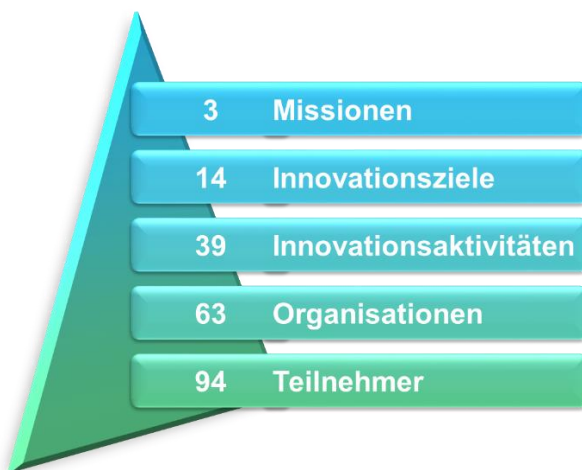 3 Missionen
14 Innovationsziele
39 Innovationsaktivitäten
63 Organisationen
94 Teilnehmer